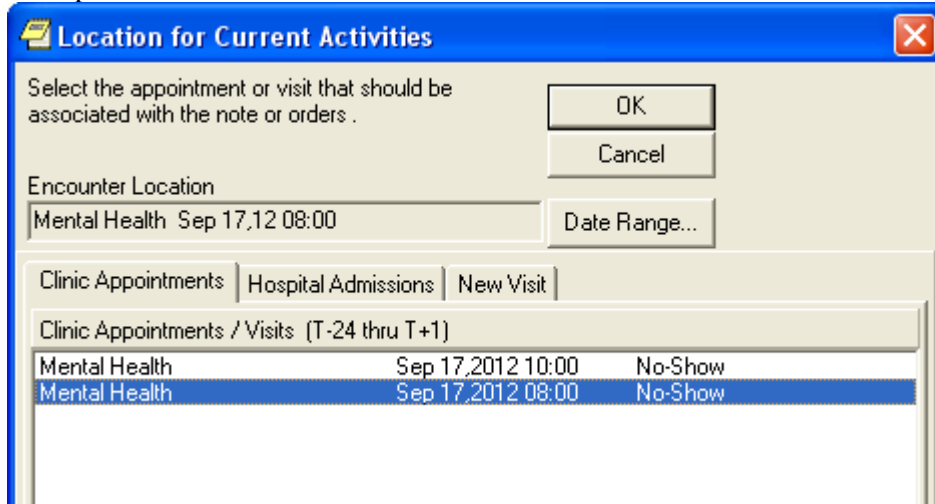 Location for Current Activities
Select the appointment or visit that should be
associated with the note or orders .
OK
Cancel
Encounter Location
Mental Health Sep 17,12 08:00
Date Range...
Clinic Appointments Hospital Admissions New Visit
Clinic Appointments / Visits (T-24 thru T+1)
Mental Health Sep 17,2012 10:00 No-Show
Mental Health Sep 17,2012 08:00 No-Show